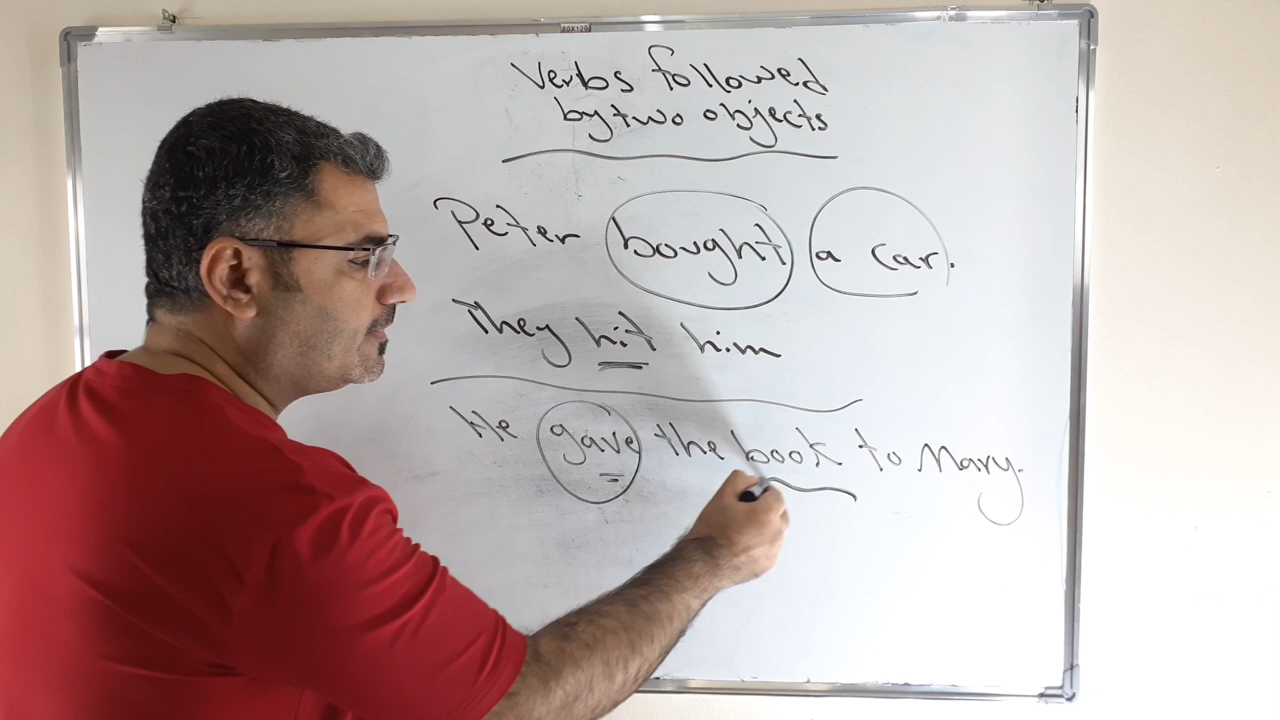 Verbs followed
by two objects
Peter bought a car.
They hit him
He gave the book to Mary.